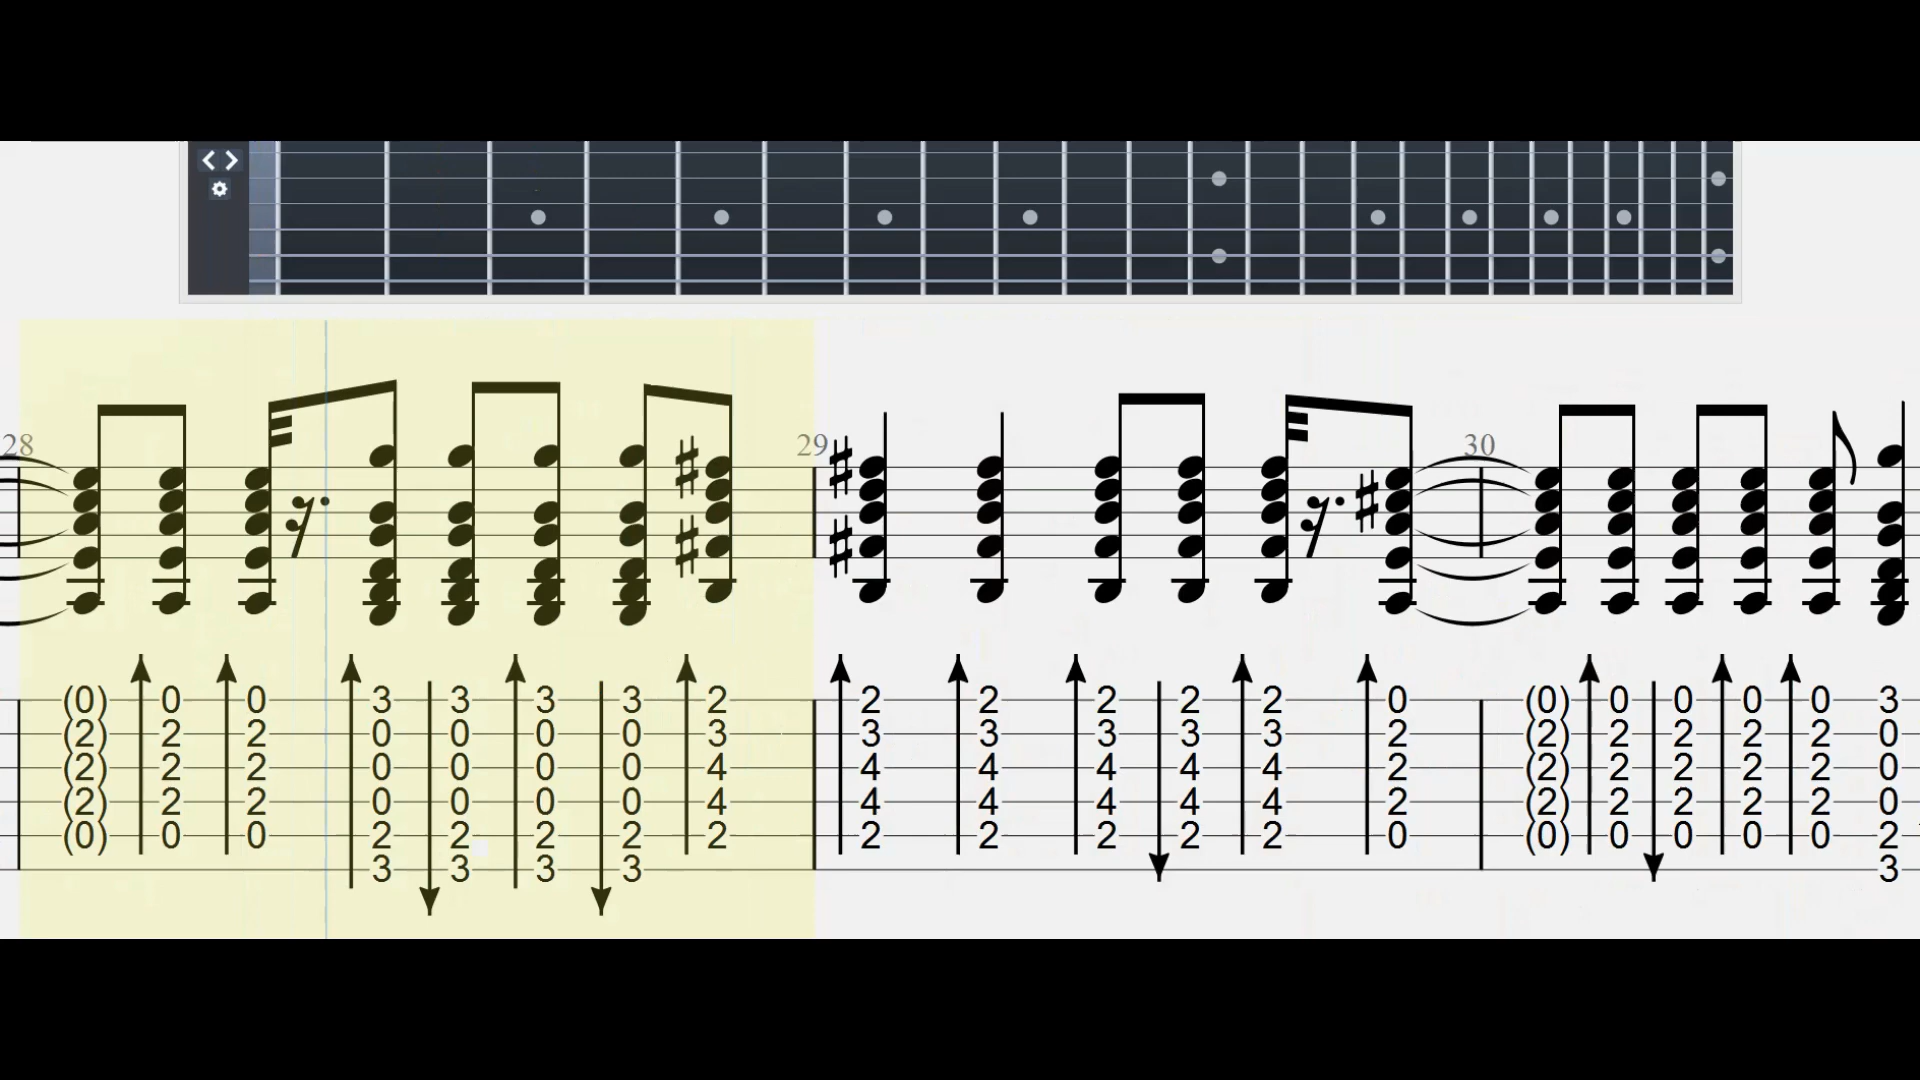 28 29 30
(0) 0 0 3 3 3 3 2 2 2 2 2 2 0 (0) 0 0 0 0 3
(2) 2 2 0 0 0 0 3 3 3 3 3 3 2 (2) 2 2 2 2 0
(2) 2 2 0 0 0 0 4 4 4 4 4 4 2 (2) 2 2 2 2 0
(2) 2 2 0 0 0 0 4 4 4 4 4 4 2 (2) 2 2 2 2 0
(0) 0 0 2 2 2 2 2 2 2 2 2 2 0 (0) 0 0 0 0 2
3 3 3 3 3